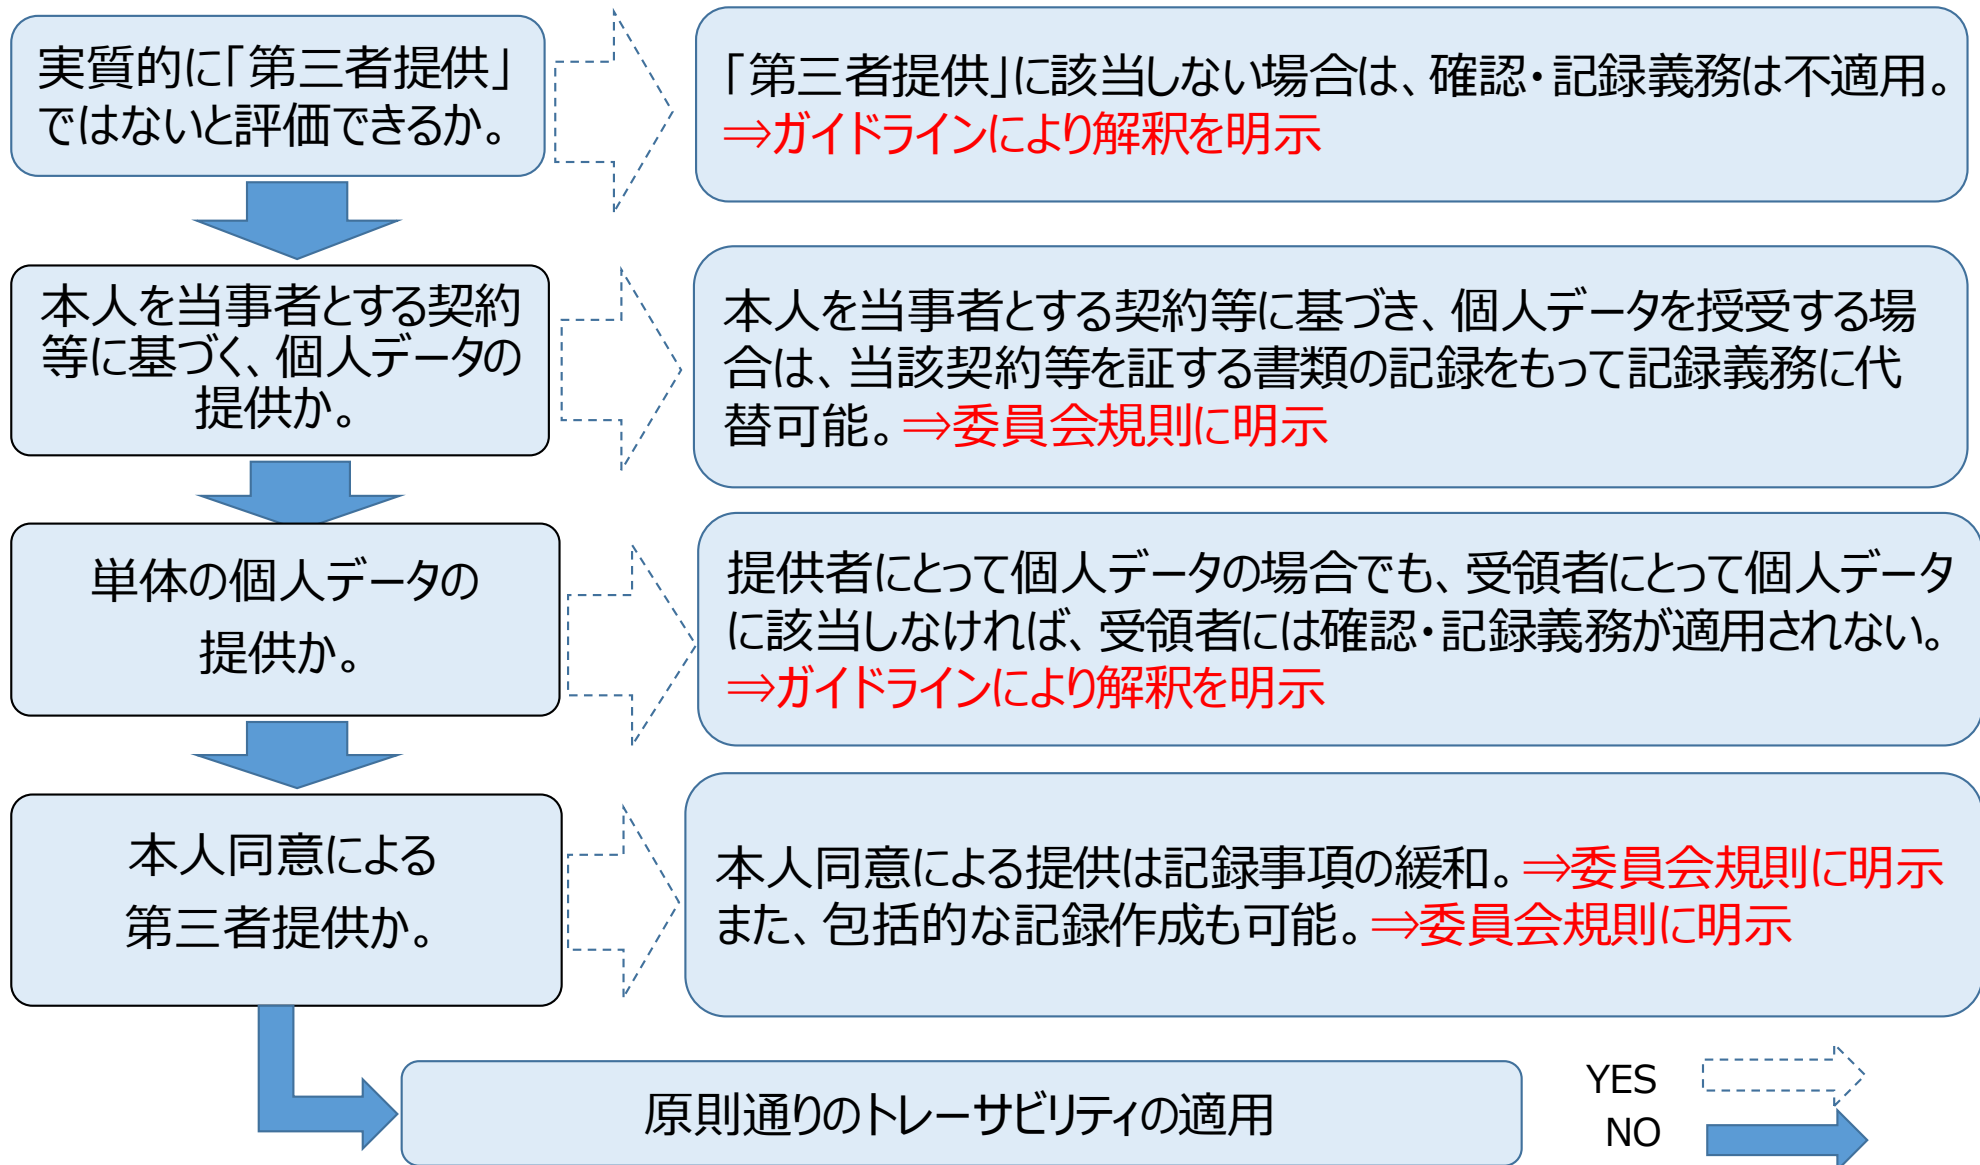 実質的に「第三者提供」
ではないと評価できるか。
「第三者提供」に該当しない場合は、確認・記録義務は不適用。
⇒ガイドラインにより解釈を明示
本人を当事者とする契約
等に基づく、個人データの
提供か。
本人を当事者とする契約等に基づき、個人データを授受する場
合は、当該契約等を証する書類の記録をもって記録義務に代
替可能。⇒委員会規則に明示
単体の個人データの
提供か。
提供者にとって個人データの場合でも、受領者にとって個人データ
に該当しなければ、受領者には確認・記録義務が適用されない。
⇒ガイドラインにより解釈を明示
本人同意による
第三者提供か。
本人同意による提供は記録事項の緩和。⇒委員会規則に明示
また、包括的な記録作成も可能。⇒委員会規則に明示
原則通りのトレーサビリティの適用
YES
NO